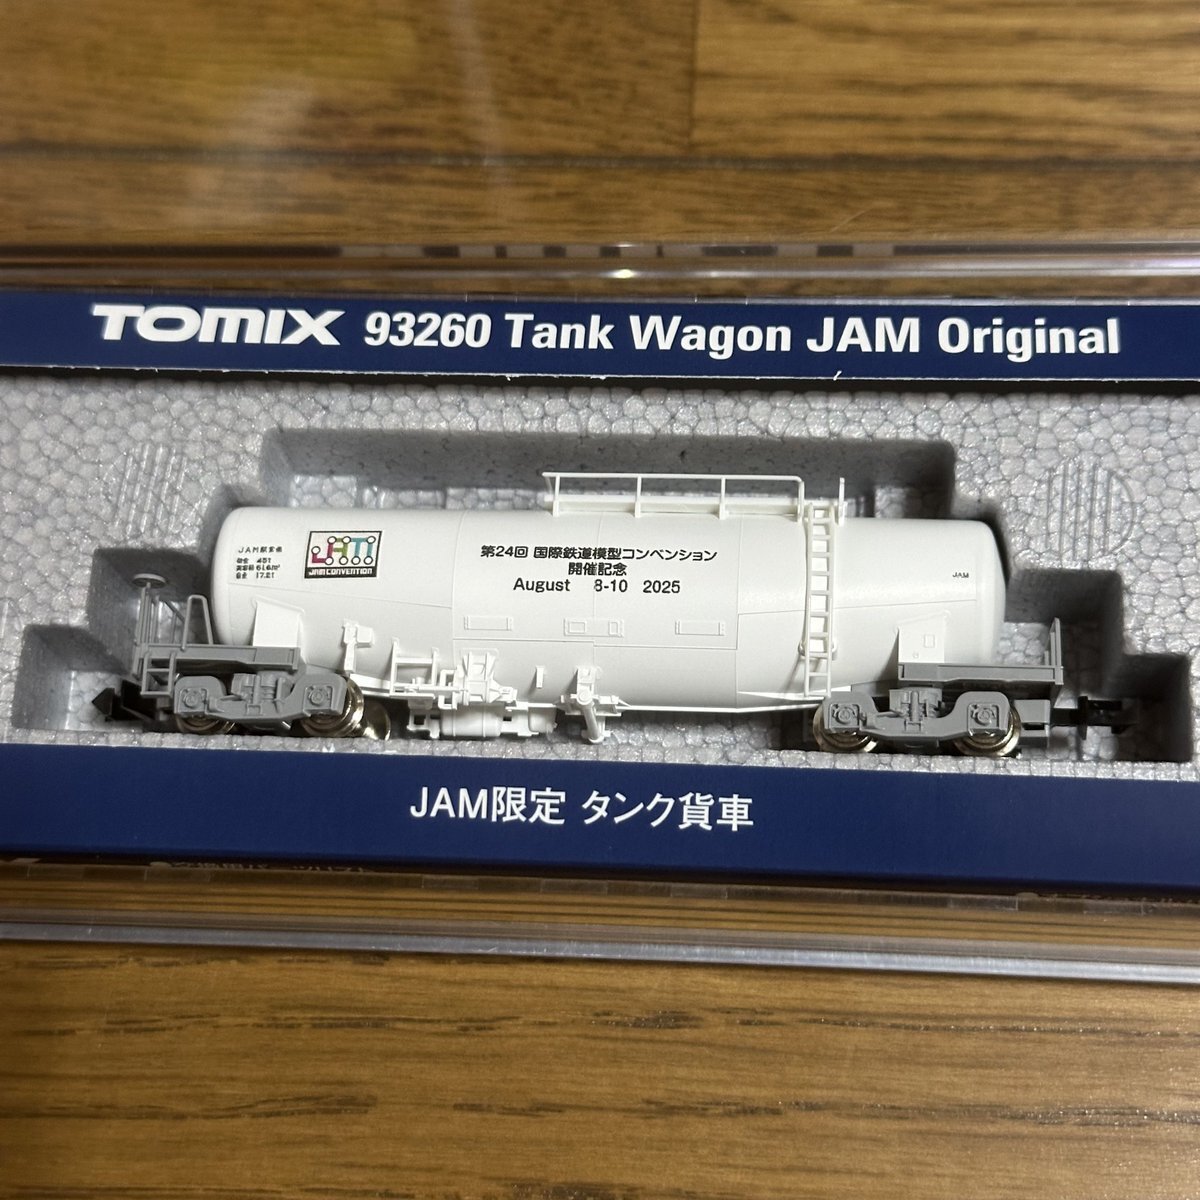 TOMIX 93260 Tank Wagon JAM Original
第24回 国際鉄道模型コンベンション
開催記念
August 8-10 2025
JAM
JAM CONVENTION
JAM
JAM限定 タンク貨車